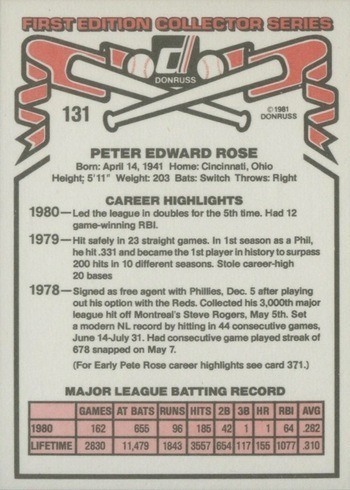 FIRST EDITION COLLECTOR SERIES
d
DONRUSS
131
©1981
DONRUSS
PETER EDWARD ROSE
Born: April 14, 1941 Home: Cincinnati, Ohio
Height; 5'11" Weight: 203 Bats: Switch Throws: Right
CAREER HIGHLIGHTS
1980—Led the league in doubles for the 5th time. Had 12
game-winning RBI.
1979—Hit safely in 23 straight games. In 1st season as a Phil,
he hit .331 and became the 1st player in history to surpass
200 hits in 10 different seasons. Stole career-high
20 bases
1978—Signed as free agent with Phillies, Dec. 5 after playing
out his option with the Reds. Collected his 3,000th major
league hit off Montreal's Steve Rogers, May 5th. Set
a modern NL record by hitting in 44 consecutive games,
June 14-July 31. Had consecutive game played streak of
678 snapped on May 7.
(For Early Pete Rose career highlights see card 371.)
MAJOR LEAGUE BATTING RECORD
GAMES AT BATS RUNS HITS 2B 3B HR RBI AVG
1980 162 655 96 185 42 1 1 64 .282
LIFETIME 2830 11,479 1843 3557 654 117 155 1077 .310